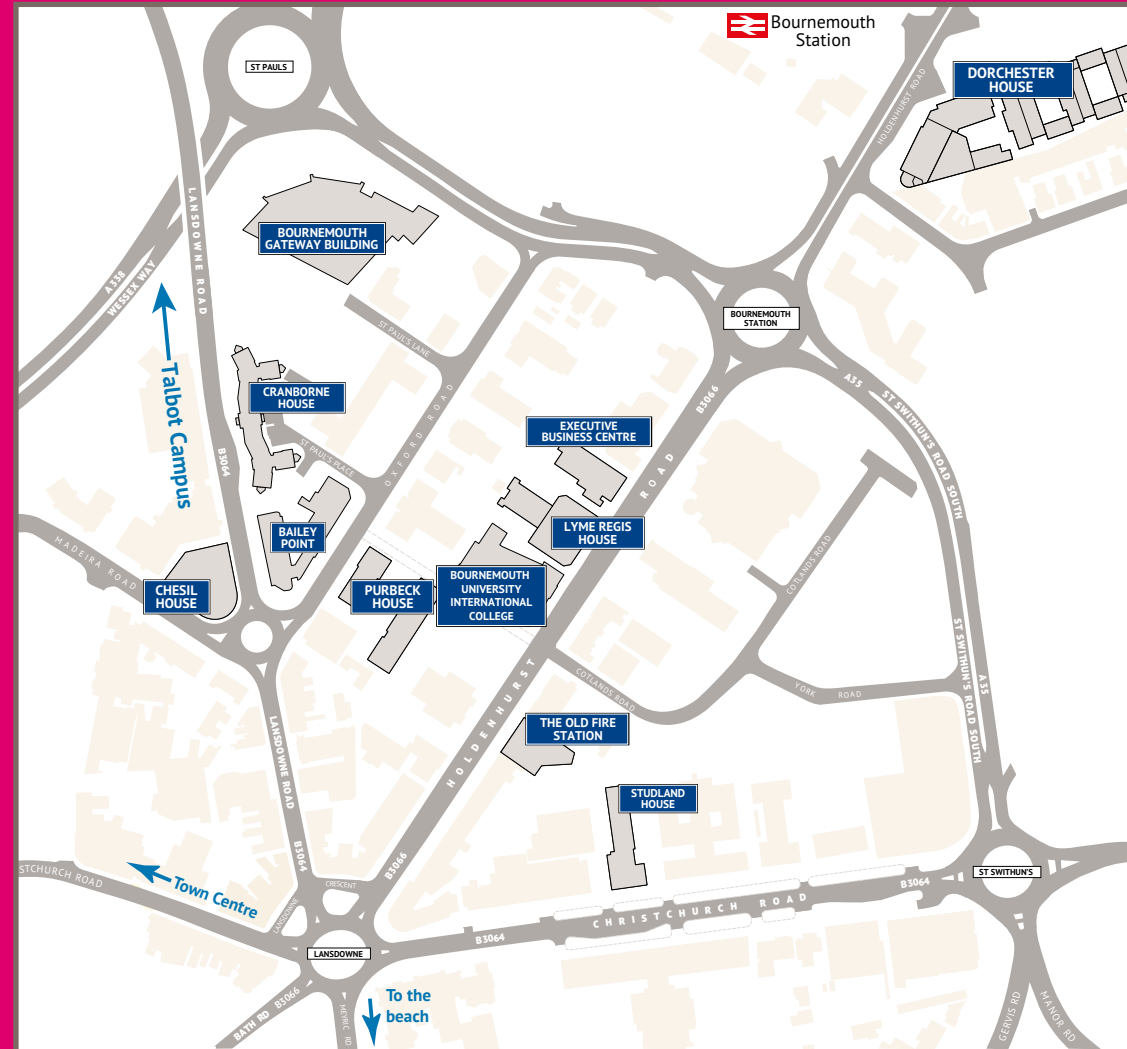 Bournemouth
Station
ST PAULS
DORCHESTER
HOUSE
HOLDENHURST ROAD
LANSDOWNE ROAD
BOURNEMOUTH
GATEWAY BUILDING
A338
WESSEX WAY
BOURNEMOUTH
STATION
ST PAUL'S LANE
Talbot Campus
CRANBORNE
HOUSE
OXFORD ROAD
B3066
A35
ST SWITHUN'S ROAD SOUTH
EXECUTIVE
BUSINESS CENTRE
B3064
ST PAUL'S PLACE
ROAD
BAILEY
POINT
LYME REGIS
HOUSE
MADEIRA ROAD
COTLANDS ROAD
CHESIL
HOUSE
PURBECK
HOUSE
BOURNEMOUTH
UNIVERSITY
INTERNATIONAL
COLLEGE
ST SWITHUN'S ROAD SOUTH
A35
COTLANDS ROAD
YORK ROAD
HOLDENHURST
LANSDOWNE ROAD
THE OLD FIRE
STATION
STUDLAND
HOUSE
B3064
B3066
STCHURCH ROAD
Town Centre
CRESCENT
LANSDOWNE
ST SWITHUN'S
B3064
CHRISTCHURCH ROAD
B3064
LANSDOWNE
BATH RD B3066
MEYRIC RD
To the
beach
GERVIS RD
MANOR RD